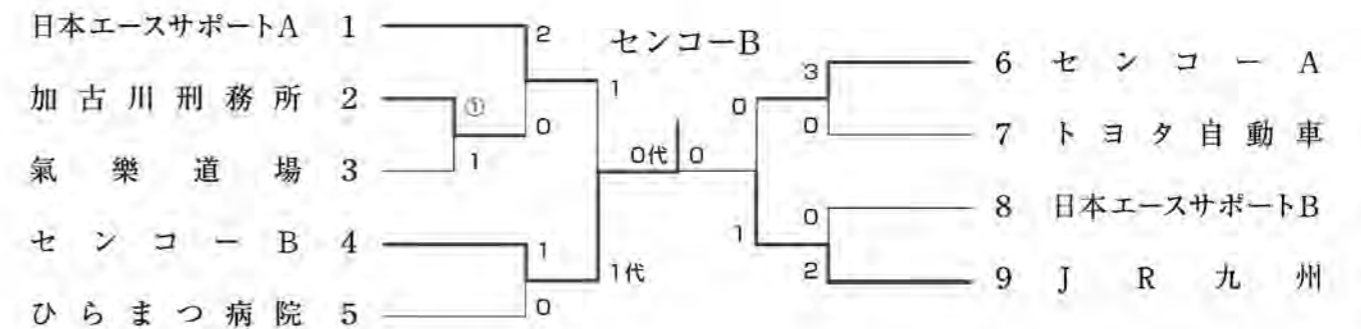 日本エースサポートA 1
2
センコーB
3
6 センコーA
加古川刑務所 2
①
0
1
0
0
7 トヨタ自動車
氣樂道場 3
1
0代
0
センコーB 4
1
1代
1
0
8 日本エースサポートB
ひらまつ病院 5
0
2
9 JR九州